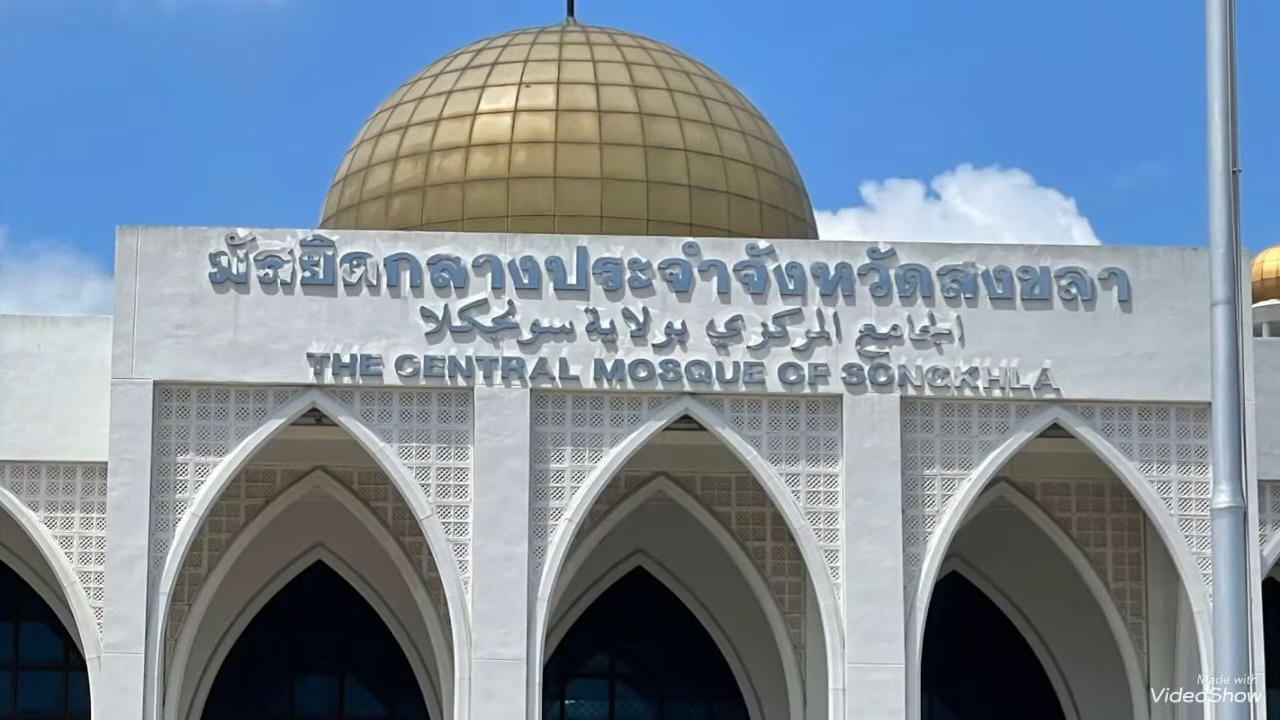 มัสยิดกลางประจำจังหวัดสงขลา
الجامع المركزي بولاية سونجكلا
THE CENTRAL MOSQUE OF SONGKHLA
Made with
VideoShow